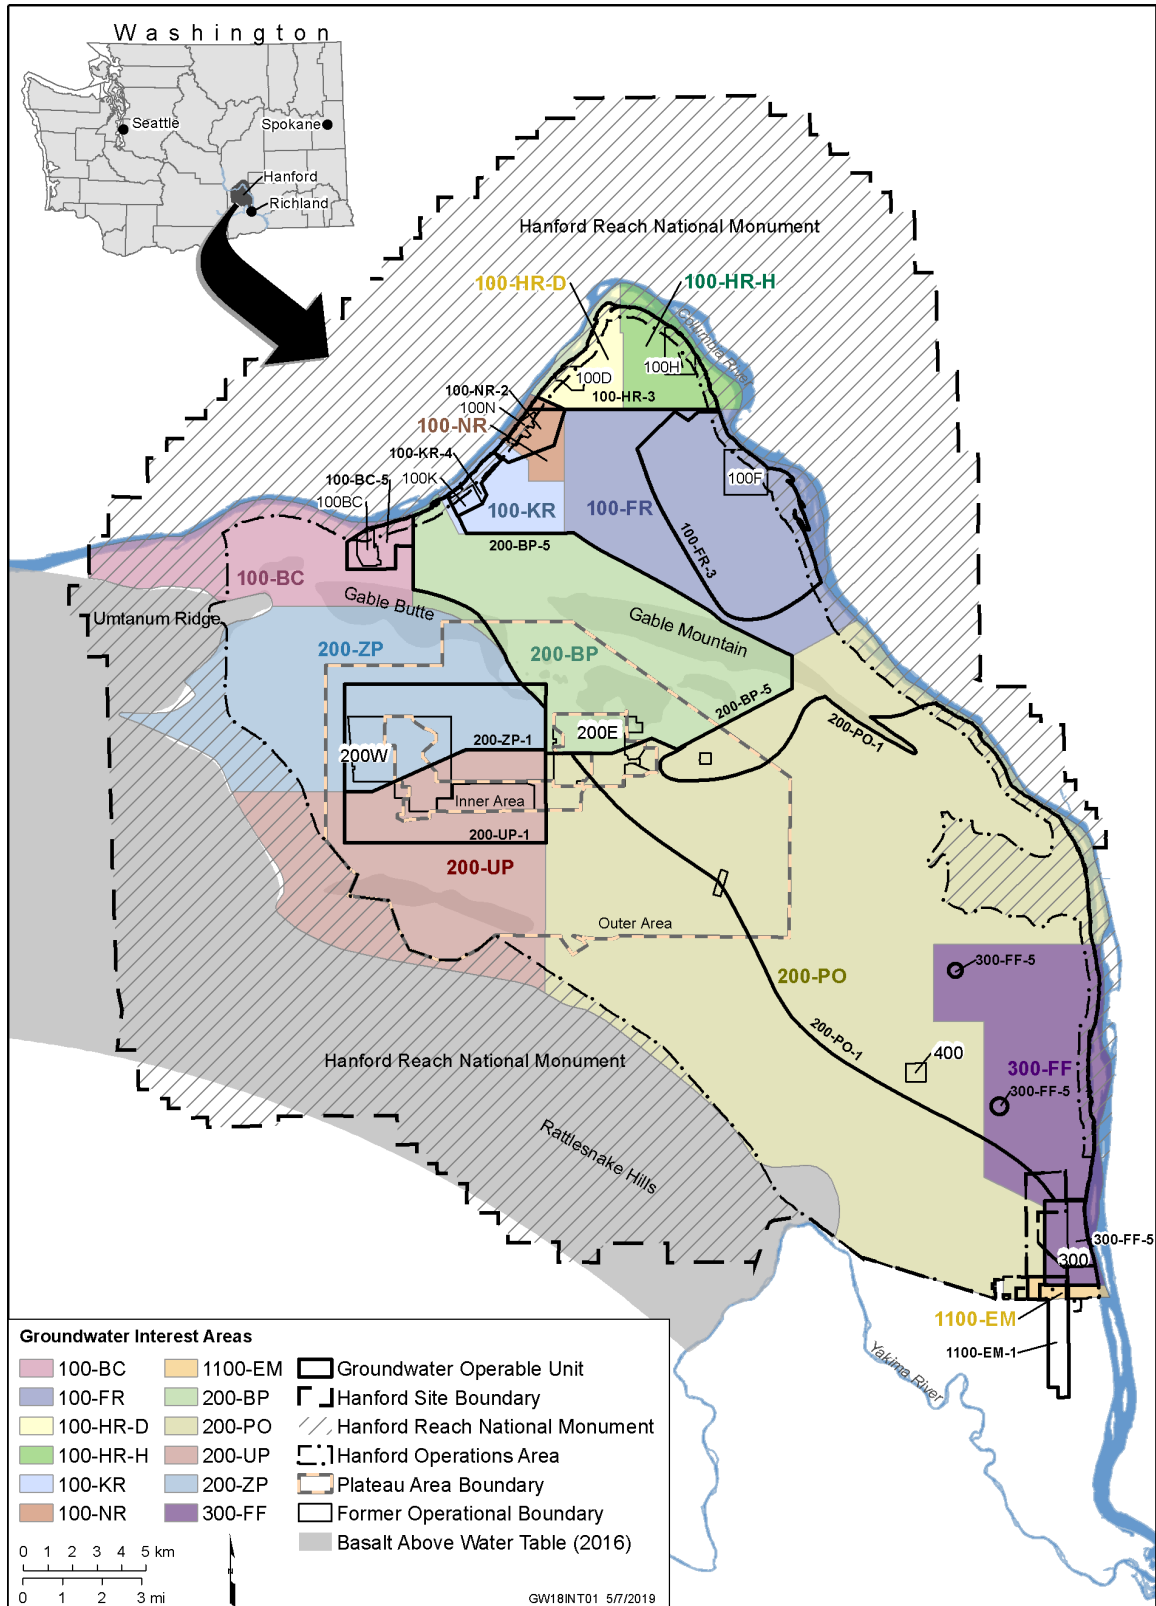 Washington
Seattle
Spokane
Hanford
Richland
Hanford Reach National Monument
100-HR-D
100-HR-H
Columbia River
100D
100H
100-HR-3
100-NR-2
100N
100-NR
100-KR-4
100K
100-BC-5
100BC
100F
100-KR
100-FR
100-FR-3
200-BP-5
100-BC
Gable Butte
Umtanum Ridge
Gable Mountain
200-ZP
200-BP
200-BP-5
200-PO-1
200E
200W
200-ZP-1
Inner Area
200-UP-1
200-UP
Outer Area
200-PO
300-FF-5
200-PO-1
400
300-FF
300-FF-5
Hanford Reach National Monument
Rattlesnake Hills
300-FF-5
300
1100-EM
1100-EM-1
Yakima River
Groundwater Interest Areas
100-BC
100-FR
100-HR-D
100-HR-H
100-KR
100-NR
1100-EM
200-BP
200-PO
200-UP
200-ZP
300-FF
Groundwater Operable Unit
Hanford Site Boundary
Hanford Reach National Monument
Hanford Operations Area
Plateau Area Boundary
Former Operational Boundary
Basalt Above Water Table (2016)
0 1 2 3 4 5 km
0 1 2 3 mi
GW18INT01 5/7/2019